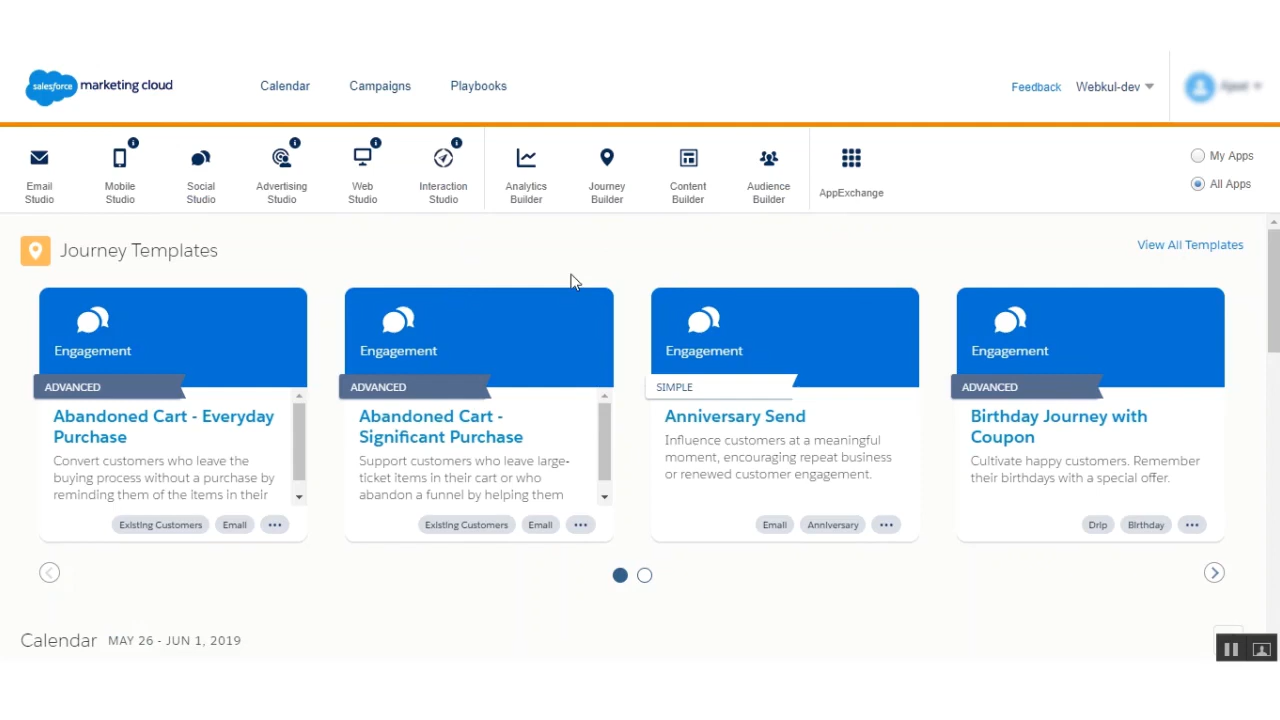 salesforce marketing cloud
Calendar
Campaigns
Playbooks
Feedback
Webkul-dev
Email
Studio
Mobile
Studio
Social
Studio
Advertising
Studio
Web
Studio
Interaction
Studio
Analytics
Builder
Journey
Builder
Content
Builder
Audience
Builder
AppExchange
My Apps
All Apps
Journey Templates
View All Templates
Engagement
ADVANCED
Abandoned Cart - Everyday
Purchase
Convert customers who leave the
buying process without a purchase by
reminding them of the items in their
Existing Customers
Email
•••
Engagement
ADVANCED
Abandoned Cart -
Significant Purchase
Support customers who leave large-
ticket items in their cart or who
abandon a funnel by helping them
Existing Customers
Email
•••
Engagement
SIMPLE
Anniversary Send
Influence customers at a meaningful
moment, encouraging repeat business
or renewed customer engagement.
Email
Anniversary
•••
Engagement
ADVANCED
Birthday Journey with
Coupon
Cultivate happy customers. Remember
their birthdays with a special offer.
Drip
Birthday
•••
Calendar MAY 26 - JUN 1, 2019